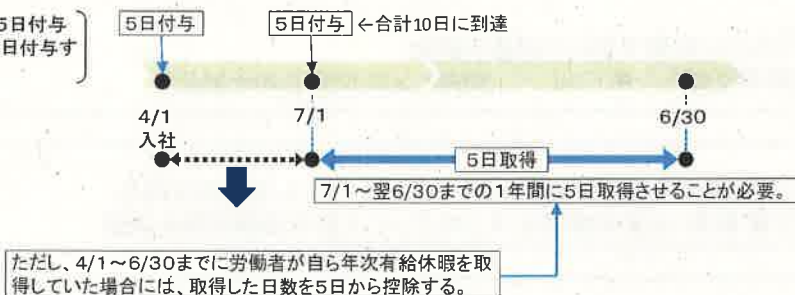 5日付与
日付与す
5日付与
5日付与 ←合計10日に到達
4/1
入社
7/1
6/30
5日取得
7/1～翌6/30までの1年間に5日取得させることが必要。
ただし、4/1～6/30までに労働者が自ら年次有給休暇を取
得していた場合には、取得した日数を5日から控除する。